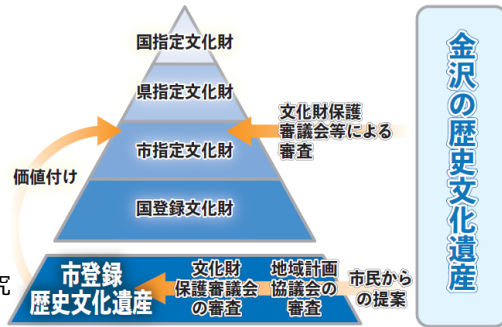 国指定文化財
県指定文化財
市指定文化財
国登録文化財
文化財保護
審議会等による
審査
価値付け
究
市登録
歴史文化遺産
文化財
保護審議会
の審査
地域計画
協議会の
審査
市民から
の提案
金沢の歴史文化遺産